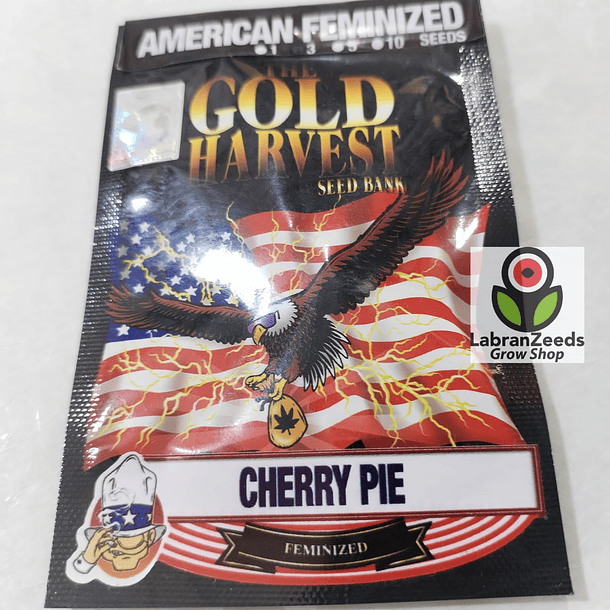 AMERICAN FEMINIZED
1 3 5 10 SEEDS
THE
GOLD
HARVEST
SEED BANK
LabranZeeds
Grow Shop
CHERRY PIE
FEMINIZED